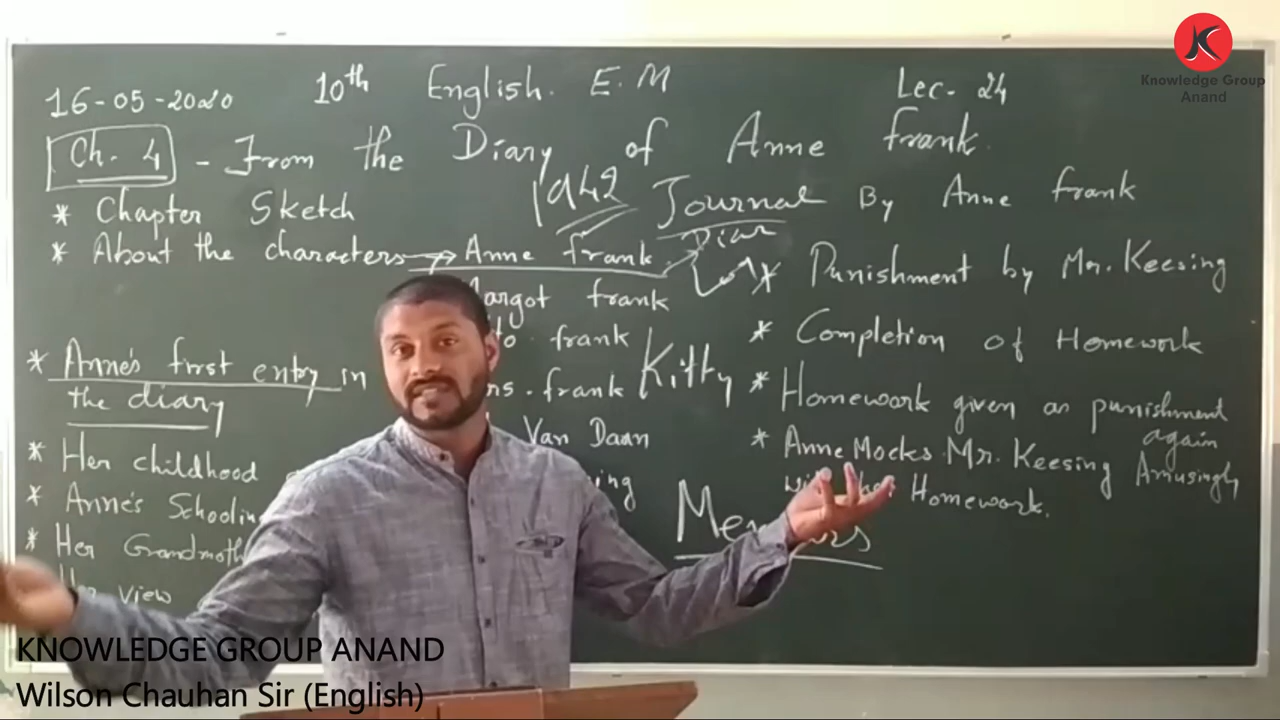 Knowledge Group
Anand
16-05-2020 10th English. E.M Lec. 24
Ch. 4 - From the Diary of Anne frank.
1942 Journal By Anne frank
* Chapter Sketch
Diar
* About the characters → Anne frank.
Margot frank
frank
frank
Van Daan
Kitty
* Anne's first entry in
the diary
* Her childhood
* Anne's
* Her
view
* Punishment by Mr. Keesing
* Completion of Homework
* Homework given as punishment
again
* Anne Mocks Mr. Keesing Amusingly
Homework.
KNOWLEDGE GROUP ANAND
Wilson Chauhan Sir (English)